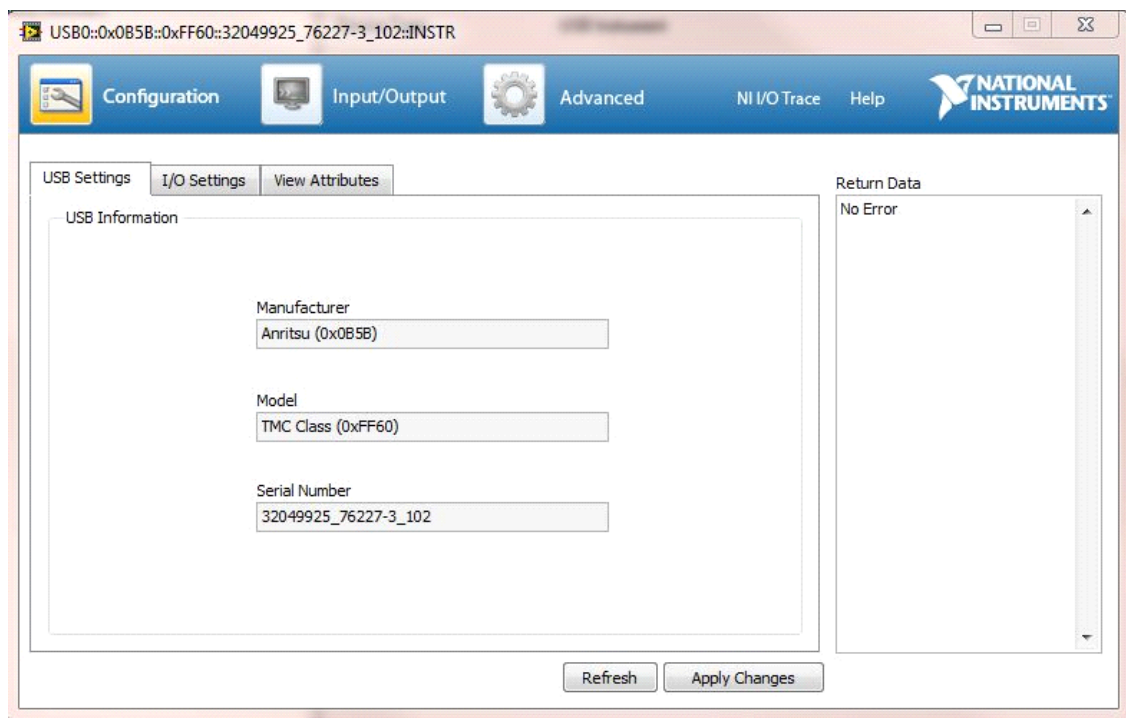 USB0::0x0B5B::0xFF60::32049925_76227-3_102::INSTR
Configuration
Input/Output
Advanced
NI I/O Trace
Help
NATIONAL
INSTRUMENTS™
USB Settings
I/O Settings
View Attributes
USB Information
Manufacturer
Anritsu (0x0B5B)
Model
TMC Class (0xFF60)
Serial Number
32049925_76227-3_102
Return Data
No Error
Refresh
Apply Changes